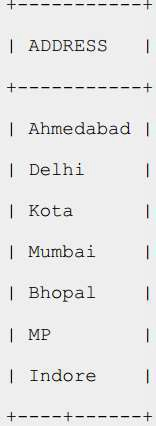 +-----------+
| ADDRESS   |
+-----------+
| Ahmedabad |
| Delhi     |
| Kota      |
| Mumbai    |
| Bhopal    |
| MP        |
| Indore    |
+----+------+